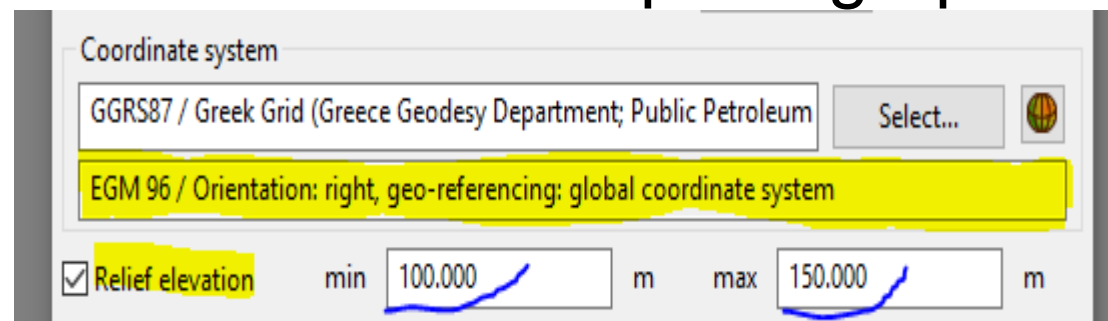 Coordinate system
GGRS87 / Greek Grid (Greece Geodesy Department; Public Petroleum
Select...
EGM 96 / Orientation: right, geo-referencing: global coordinate system
Relief elevation min 100.000 m max 150.000 m